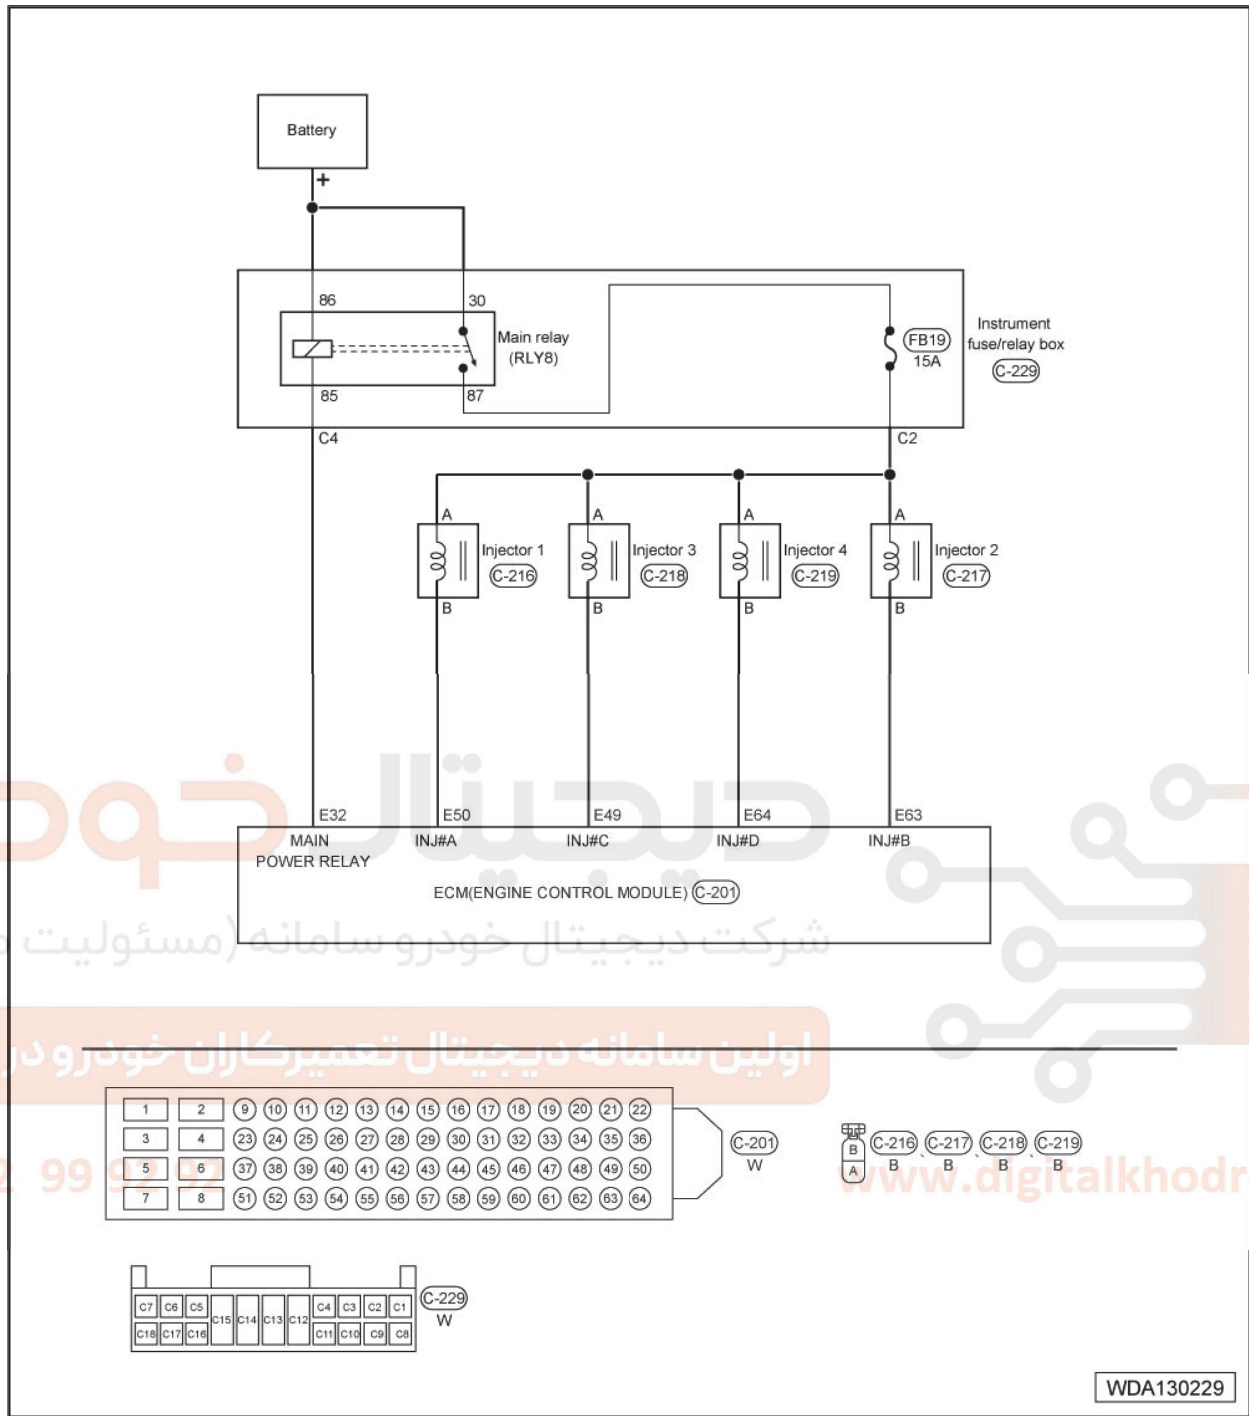 Battery
+
86
30
Main relay
(RLY8)
FB19
15A
Instrument
fuse/relay box
C-229
85
87
C4
C2
A
A
A
A
Injector 1
C-216
Injector 3
C-218
Injector 4
C-219
Injector 2
C-217
B
B
B
B
E32
E50
E49
E64
E63
MAIN
POWER RELAY
INJ#A
INJ#C
INJ#D
INJ#B
ECM(ENGINE CONTROL MODULE) C-201
دیجیتال خود
شرکت دیجیتال خودرو سامانه (مسئولیت
اولین سامانه دیجیتال تعمیرکاران خودرو در
1 2 9 10 11 12 13 14 15 16 17 18 19 20 21 22
3 4 23 24 25 26 27 28 29 30 31 32 33 34 35 36
5 6 37 38 39 40 41 42 43 44 45 46 47 48 49 50
7 8 51 52 53 54 55 56 57 58 59 60 61 62 63 64
C-201
W
B
A
C-216 、 C-217 、 C-218 、 C-219
B B B B
2 99 92 92
www.digitalkhodr
C7 C6 C5 C15 C14 C13 C12 C4 C3 C2 C1
C18 C17 C16 C11 C10 C9 C8
C-229
W
WDA130229